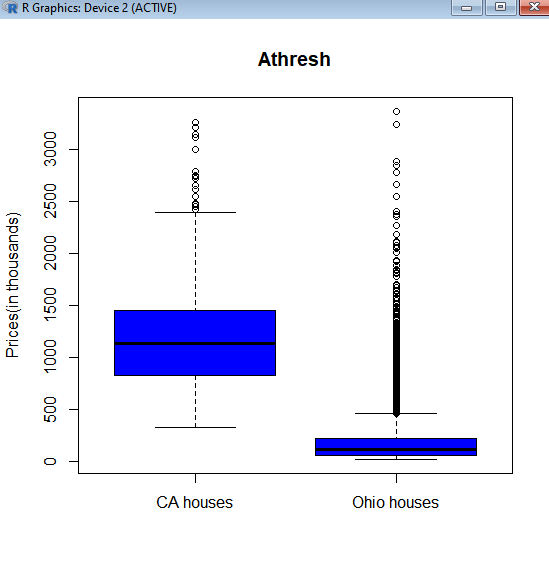 R Graphics: Device 2 (ACTIVE)
Athresh
Prices(in thousands)
3000
2500
2000
1500
1000
500
0
CA houses
Ohio houses